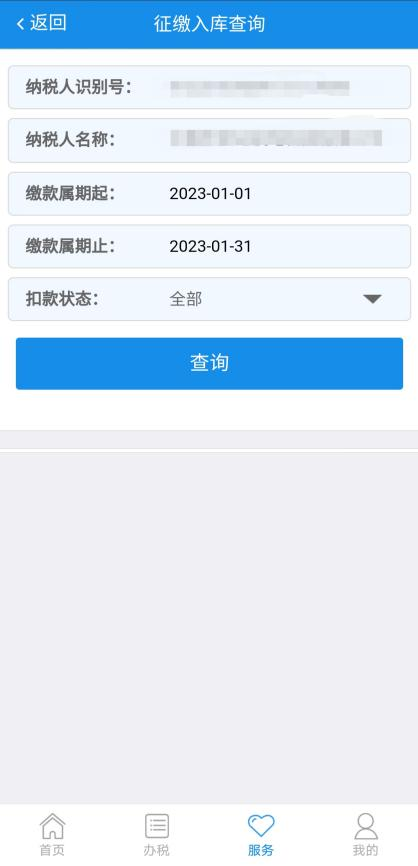 返回 征缴入库查询
纳税人识别号：
纳税人名称：
缴款属期起： 2023-01-01
缴款属期止： 2023-01-31
扣款状态： 全部
查询
首页 办税 服务 我的